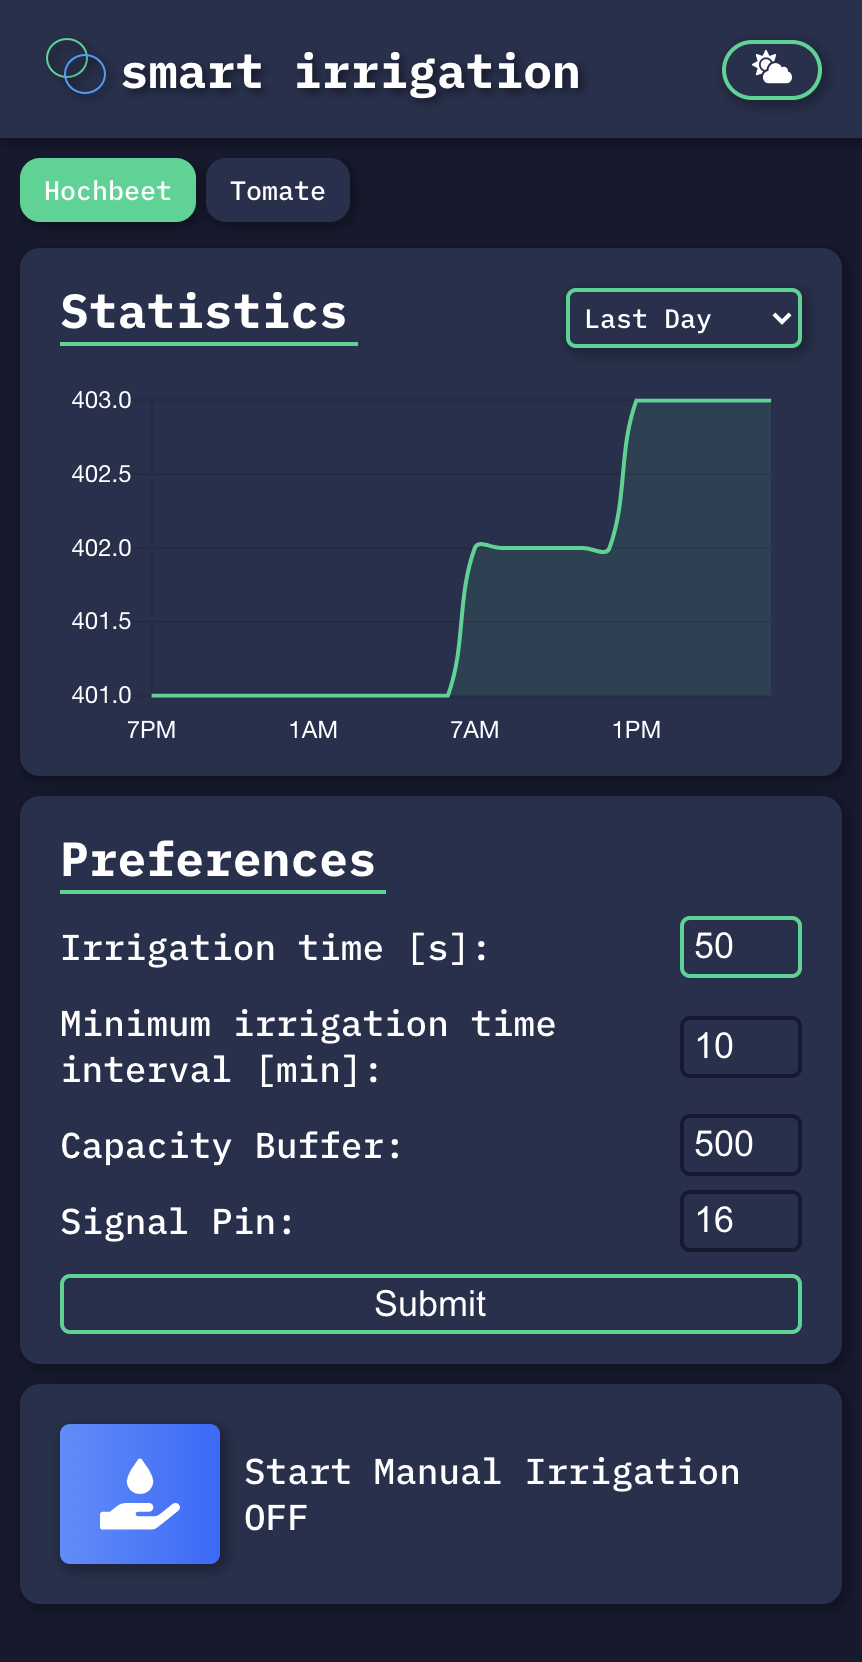 smart irrigation
Hochbeet Tomate
Statistics
Last Day
403.0
402.5
402.0
401.5
401.0
7PM 1AM 7AM 1PM
Preferences
Irrigation time [s]: 50
Minimum irrigation time
interval [min]: 10
Capacity Buffer: 500
Signal Pin: 16
Submit
Start Manual Irrigation
OFF